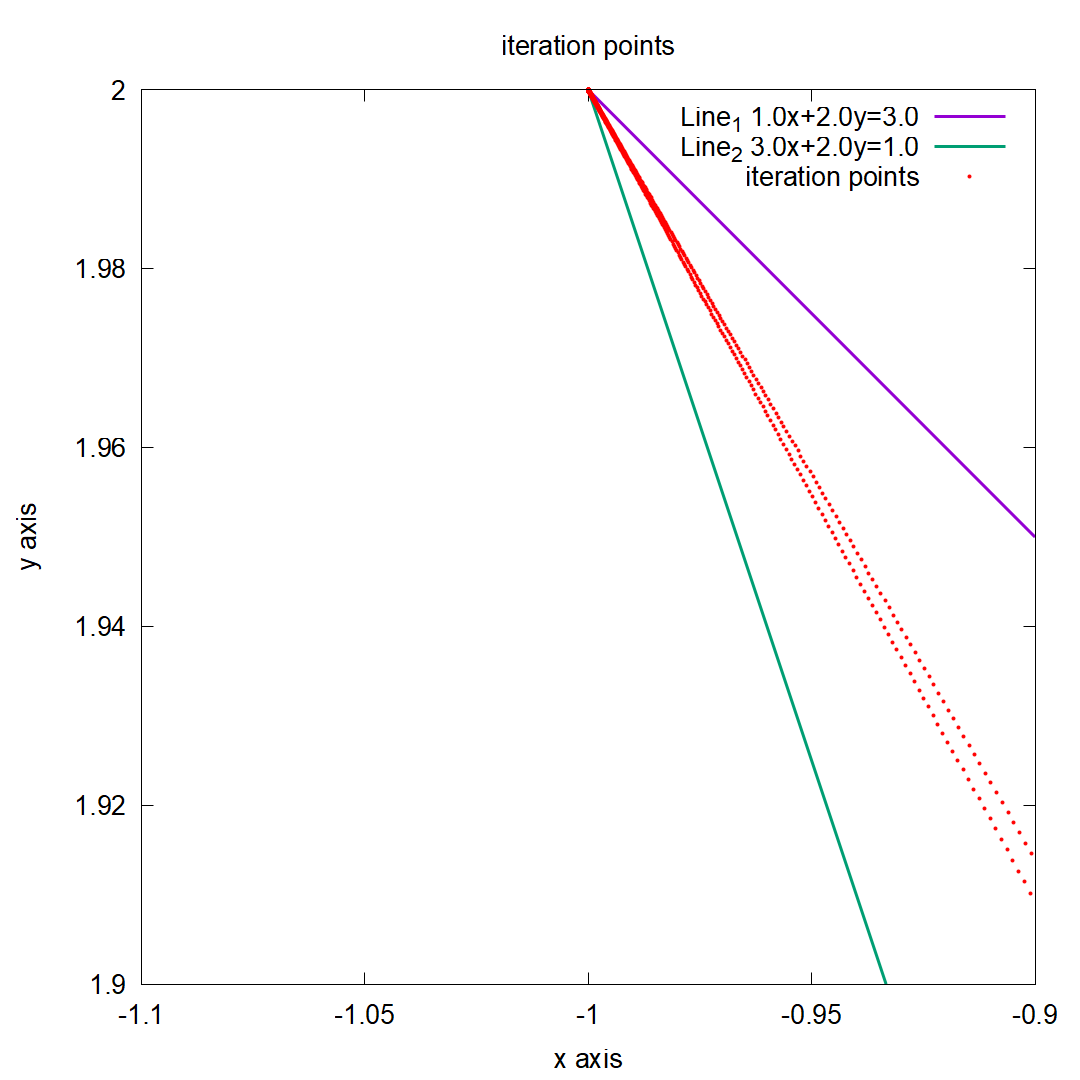 iteration points
Line1 1.0x+2.0y=3.0
Line2 3.0x+2.0y=1.0
iteration points
2
1.98
1.96
1.94
1.92
1.9
y axis
-1.1 -1.05 -1 -0.95 -0.9
x axis